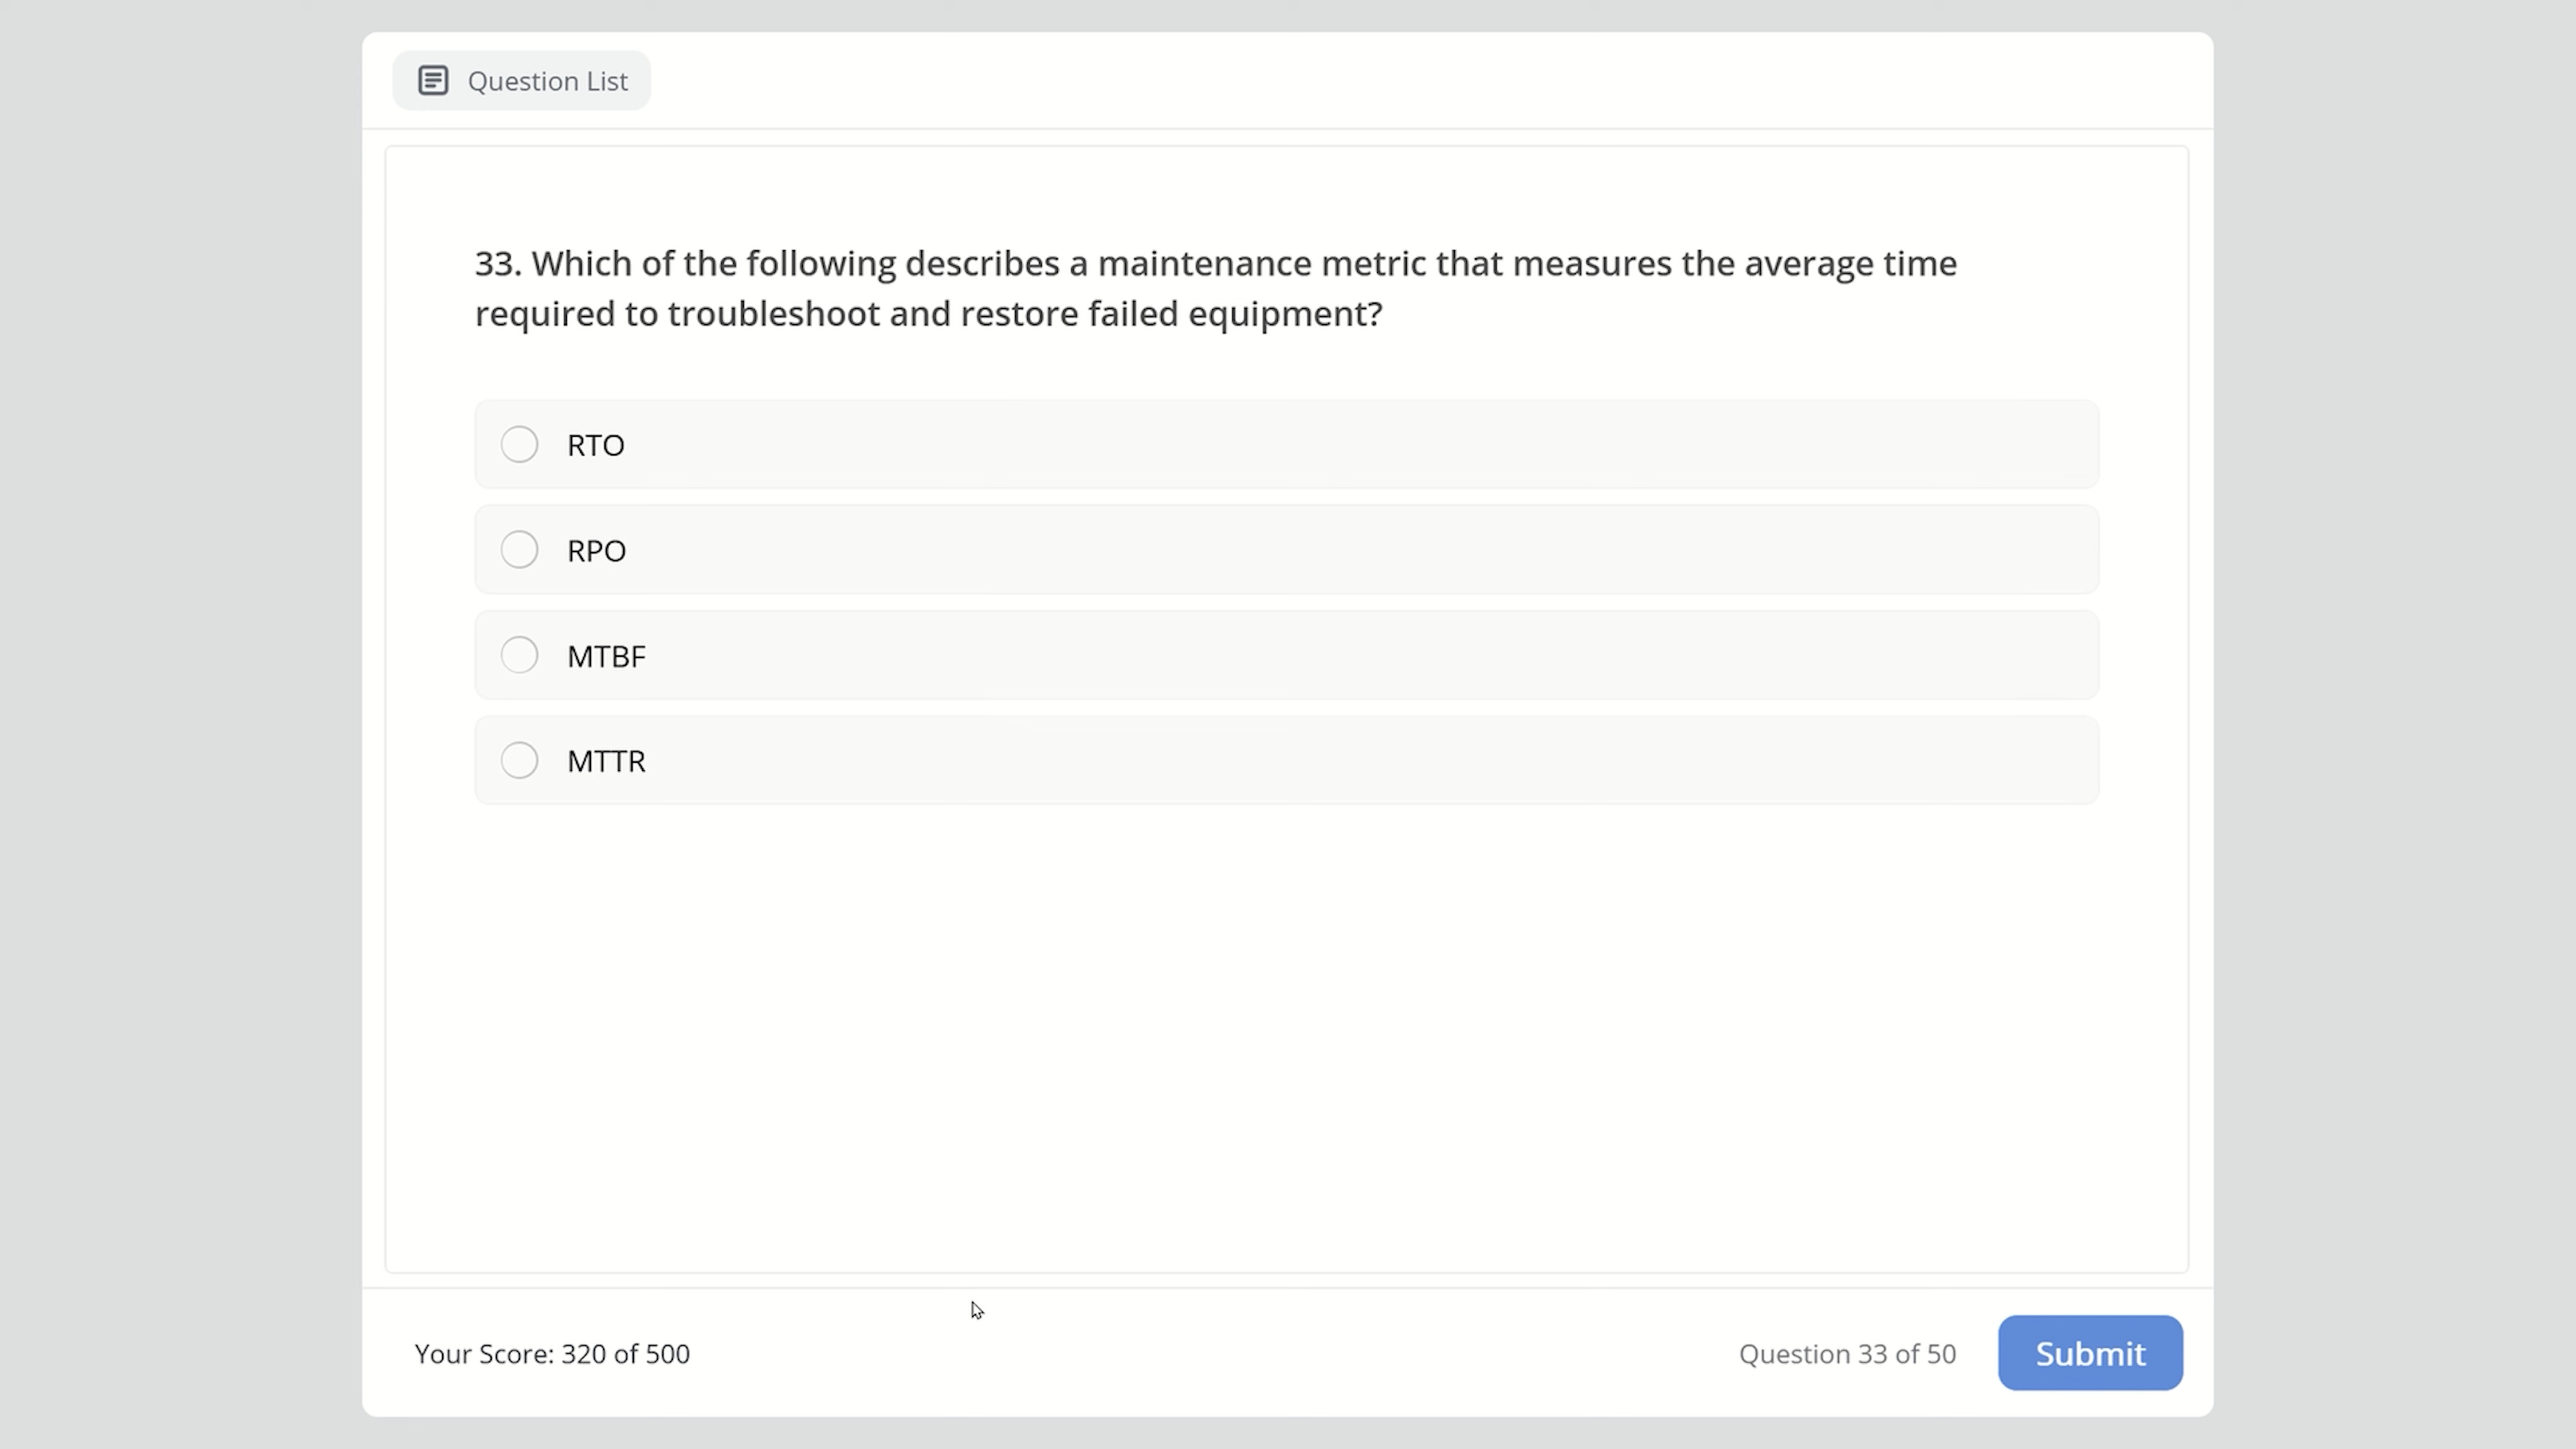 Question List
33. Which of the following describes a maintenance metric that measures the average time
required to troubleshoot and restore failed equipment?
RTO
RPO
MTBF
MTTR
Your Score: 320 of 500
Question 33 of 50
Submit